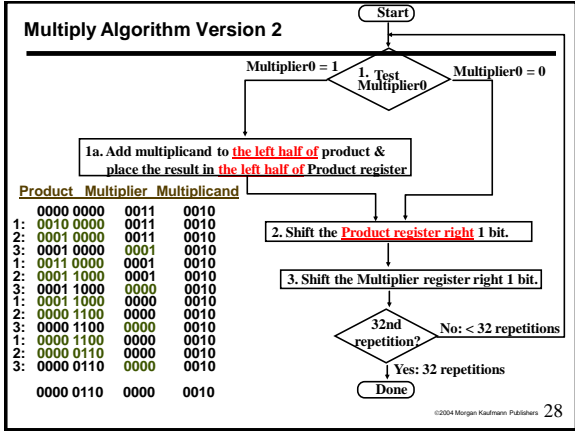 Multiply Algorithm Version 2
Start
Multiplier0 = 1
1. Test
Multiplier0
Multiplier0 = 0
1a. Add multiplicand to the left half of product &
place the result in the left half of Product register
Product Multiplier Multiplicand
0000 0000 0011 0010
1: 0010 0000 0011 0010
2: 0001 0000 0011 0010
3: 0001 0000 0001 0010
1: 0011 0000 0001 0010
2: 0001 1000 0001 0010
3: 0001 1000 0000 0010
1: 0001 1000 0000 0010
2: 0000 1100 0000 0010
3: 0000 1100 0000 0010
1: 0000 1100 0000 0010
2: 0000 0110 0000 0010
3: 0000 0110 0000 0010
0000 0110 0000 0010
2. Shift the Product register right 1 bit.
3. Shift the Multiplier register right 1 bit.
32nd
repetition?
No: < 32 repetitions
Yes: 32 repetitions
Done
©2004 Morgan Kaufmann Publishers 28